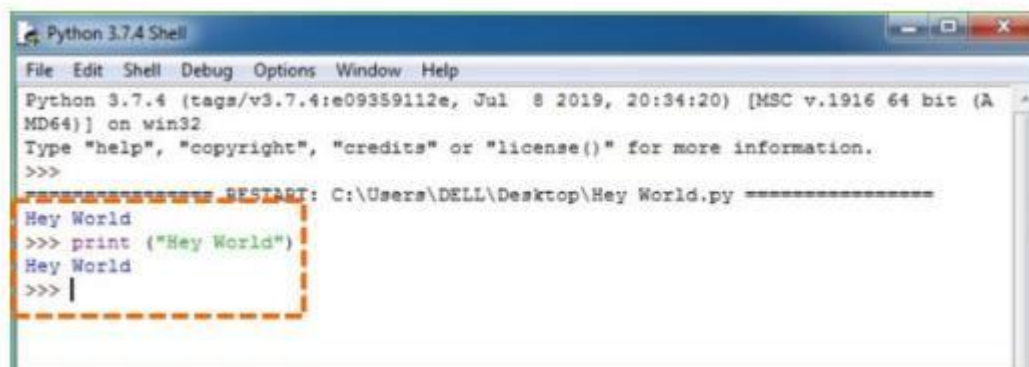 Python 3.7.4 Shell
File Edit Shell Debug Options Window Help
Python 3.7.4 (tags/v3.7.4:e09359112e, Jul  8 2019, 20:34:20) [MSC v.1916 64 bit (A
MD64)] on win32
Type "help", "copyright", "credits" or "license()" for more information.
>>>
================ RESTART: C:\Users\DELL\Desktop\Hey World.py ================
Hey World
>>> print ("Hey World")
Hey World
>>>